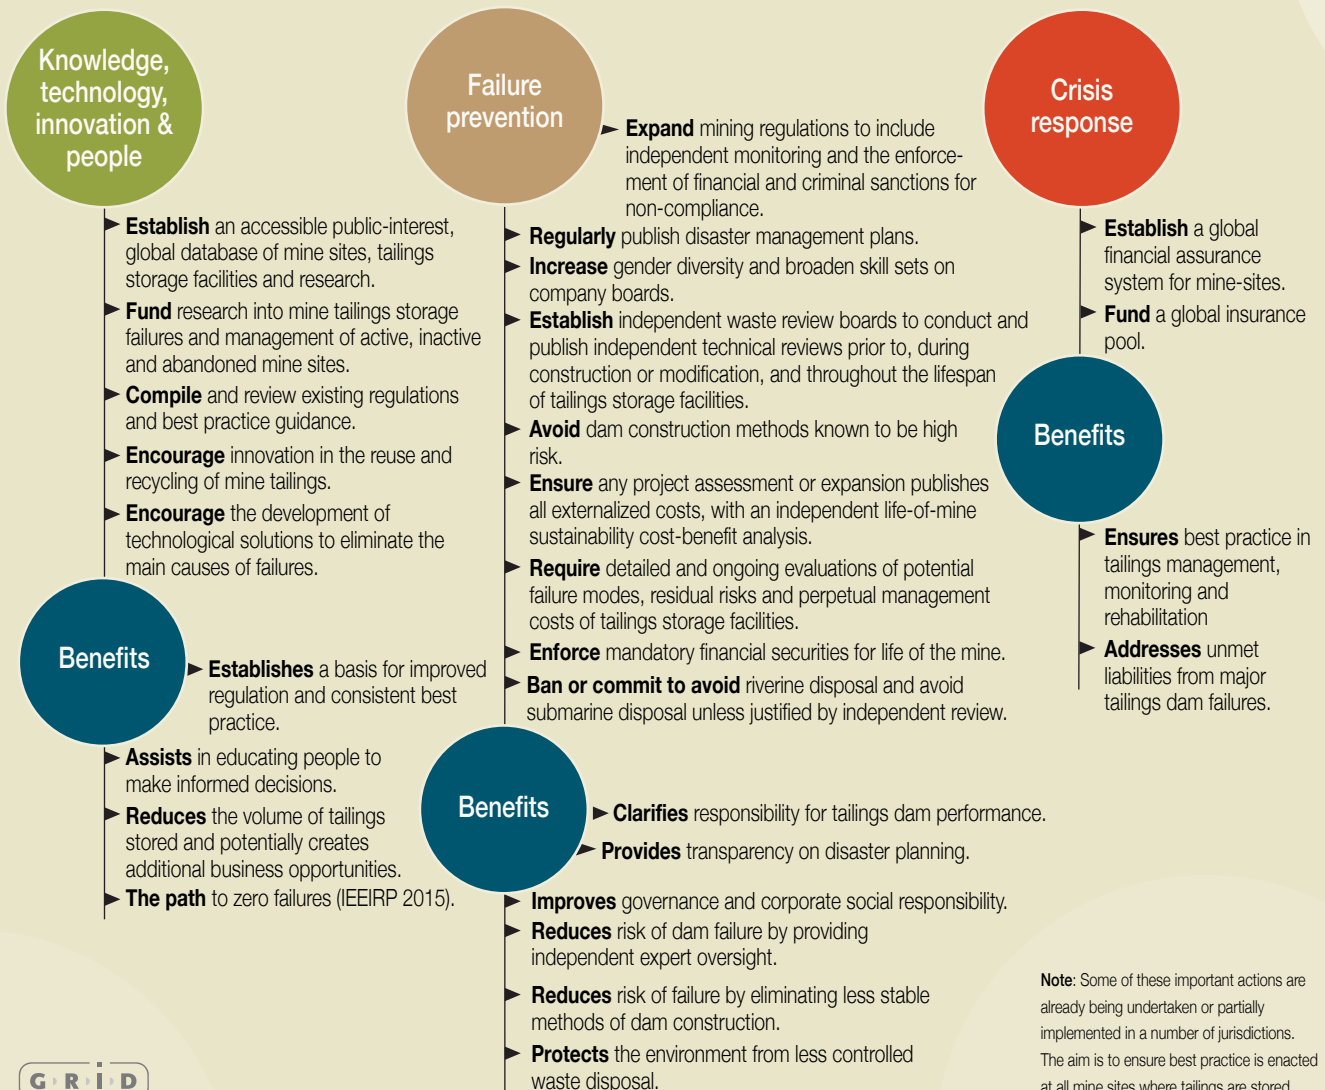 Knowledge,
technology,
innovation &
people
Establish an accessible public-interest,
global database of mine sites, tailings
storage facilities and research.
Fund research into mine tailings storage
failures and management of active, inactive
and abandoned mine sites.
Compile and review existing regulations
and best practice guidance.
Encourage innovation in the reuse and
recycling of mine tailings.
Encourage the development of
technological solutions to eliminate the
main causes of failures.
Benefits
Establishes a basis for improved
regulation and consistent best
practice.
Assists in educating people to
make informed decisions.
Reduces the volume of tailings
stored and potentially creates
additional business opportunities.
The path to zero failures (IEEIRP 2015).
Failure
prevention
Expand mining regulations to include
independent monitoring and the enforce-
ment of financial and criminal sanctions for
non-compliance.
Regularly publish disaster management plans.
Increase gender diversity and broaden skill sets on
company boards.
Establish independent waste review boards to conduct and
publish independent technical reviews prior to, during
construction or modification, and throughout the lifespan
of tailings storage facilities.
Avoid dam construction methods known to be high
risk.
Ensure any project assessment or expansion publishes
all externalized costs, with an independent life-of-mine
sustainability cost-benefit analysis.
Require detailed and ongoing evaluations of potential
failure modes, residual risks and perpetual management
costs of tailings storage facilities.
Enforce mandatory financial securities for life of the mine.
Ban or commit to avoid riverine disposal and avoid
submarine disposal unless justified by independent review.
Benefits
Clarifies responsibility for tailings dam performance.
Provides transparency on disaster planning.
Improves governance and corporate social responsibility.
Reduces risk of dam failure by providing
independent expert oversight.
Reduces risk of failure by eliminating less stable
methods of dam construction.
Protects the environment from less controlled
waste disposal.
Crisis
response
Establish a global
financial assurance
system for mine-sites.
Fund a global insurance
pool.
Benefits
Ensures best practice in
tailings management,
monitoring and
rehabilitation
Addresses unmet
liabilities from major
tailings dam failures.
Note: Some of these important actions are
already being undertaken or partially
implemented in a number of jurisdictions.
The aim is to ensure best practice is enacted
at all mine sites where tailings are stored
G R I D